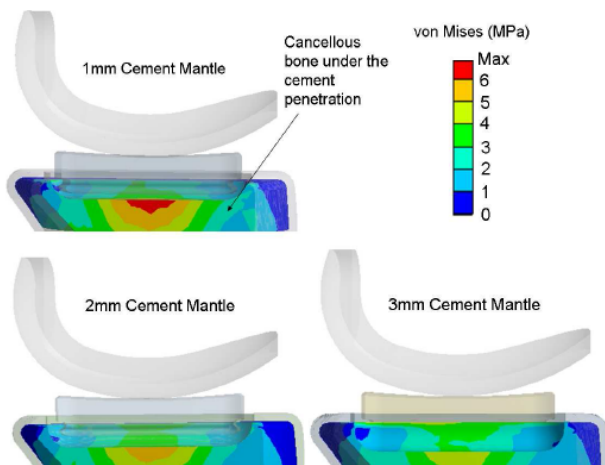 1mm Cement Mantle
Cancellous
bone under the
cement
penetration
von Mises (MPa)
Max
6
5
4
3
2
1
0
2mm Cement Mantle
3mm Cement Mantle